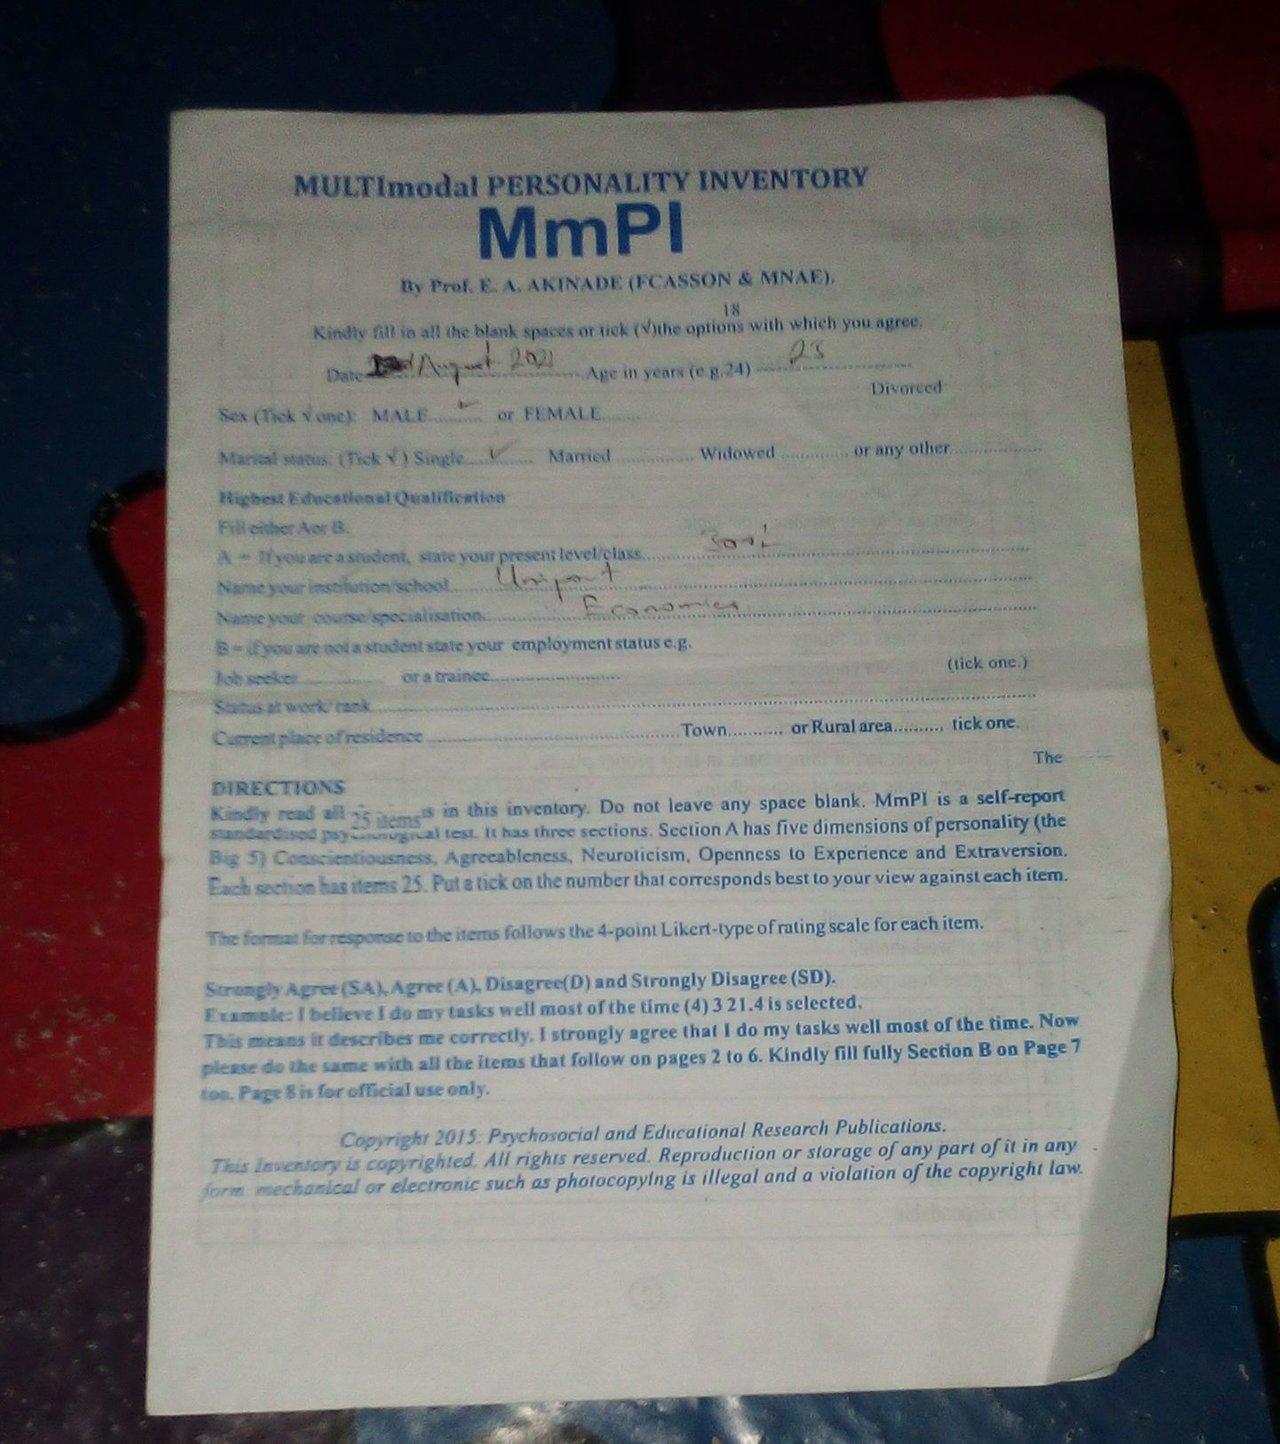 MULTImodal PERSONALITY INVENTORY
MmPI
By Prof. E. A. AKINADE (FCASSON & MNAE).
18
Kindly fill in all the blank spaces or tick (√)the options with which you agree.
Date August 2021 Age in years (e g.24) 23
Divorced
Sex (Tick √ one): MALE ✓ or FEMALE
Marital status: (Tick √ ) Single ✓ Married Widowed or any other
Highest Educational Qualification
Fill either A or B.
A = If you are a student, state your present level/class
Name your institution/school Uniport
Name your course/specialisation Economics
B = if you are not a student state your employment status e.g.
(tick one.)
Job seeker or a trainee
Status at work/ rank
Current place of residence Town or Rural area tick one.
The
DIRECTIONS
Kindly read all 25 items is in this inventory. Do not leave any space blank. MmPI is a self-report
standardised psychological test. It has three sections. Section A has five dimensions of personality (the
Big 5) Conscientiousness, Agreeableness, Neuroticism, Openness to Experience and Extraversion.
Each section has items 25. Put a tick on the number that corresponds best to your view against each item.
The format for response to the items follows the 4-point Likert-type of rating scale for each item.
Strongly Agree (SA), Agree (A), Disagree(D) and Strongly Disagree (SD).
Example: I believe I do my tasks well most of the time (4) 3 21.4 is selected.
This means it describes me correctly. I strongly agree that I do my tasks well most of the time. Now
please do the same with all the items that follow on pages 2 to 6. Kindly fill fully Section B on Page 7
too. Page 8 is for official use only.
Copyright 2015: Psychosocial and Educational Research Publications.
This Inventory is copyrighted. All rights reserved. Reproduction or storage of any part of it in any
form mechanical or electronic such as photocopying is illegal and a violation of the copyright law.